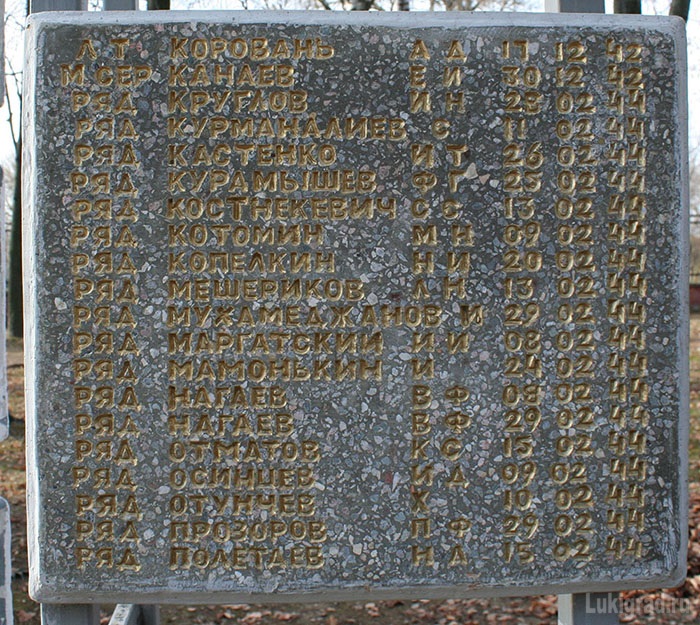 Л.Т КОРОВАНЬ А Д 17 12 42
М.СЕР КАНАЕВ Е И 30 12 42
РЯД КРУГЛОВ И Н 28 02 44
РЯД КУРМАНАЛИЕВ С 11 02 44
РЯД КАСТЕНКО И Т 26 02 44
РЯД КУРАМЫШЕВ Ф Г 25 02 44
РЯД КОСТНЕКЕВИЧ С С 13 02 44
РЯД КОТОМИН М Н 09 02 44
РЯД КОПЕЛКИН Н И 20 02 44
РЯД МЕШЕРИКОВ Л Н 13 02 44
РЯД МУХАМЕДЖАНОВ И 29 02 44
РЯД МАРГАТСКИЙ И И 08 02 44
РЯД МАМОНЬКИН И 24 02 44
РЯД НАГАЕВ В Ф 08 02 44
РЯД НАГАЕВ В Ф 29 02 44
РЯД ОТМАТОВ К С 15 02 44
РЯД ОСИНЦЕВ И Д 09 02 44
РЯД ОТУНЧЕВ Х 10 02 44
РЯД ПРОЗОРОВ П Ф 29 02 44
РЯД ПОЛЕТАЕВ Н Д 15 02 44
Lukigrad.ru